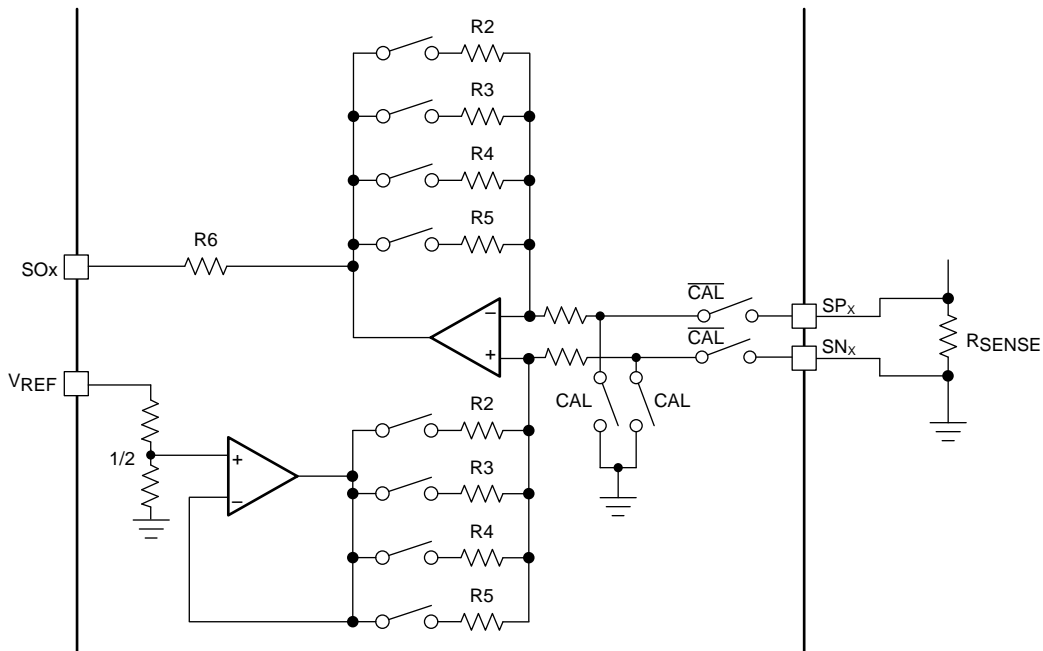 R2
R3
R4
R5
R6
SOx
−
+
CAL
SPX
CAL
SNX
RSENSE
VREF
CAL
CAL
1/2
+
−
R2
R3
R4
R5